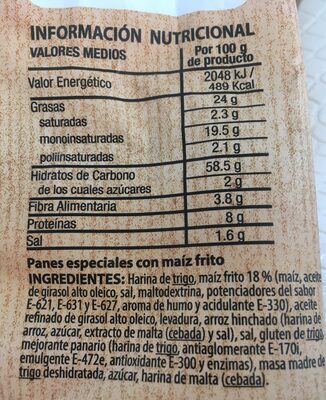 INFORMACIÓN NUTRICIONAL
VALORES MEDIOS Por 100 g de producto
Valor Energético 2048 kJ / 489 Kcal
Grasas 24 g
saturadas 2.3 g
monoinsaturadas 19.5 g
poliinsaturadas 2.1 g
Hidratos de Carbono 58.5 g
de los cuales azúcares 2 g
Fibra Alimentaria 3.8 g
Proteínas 8 g
Sal 1.6 g
Panes especiales con maíz frito
INGREDIENTES: Harina de trigo, maíz frito 18 % (maíz, aceite
de girasol alto oleico, sal, maltodextrina, potenciadores del sabor
E-621, E-631 y E-627, aroma de humo y acidulante E-330), aceite
refinado de girasol alto oleico, levadura, arroz hinchado (harina de
arroz, azúcar, extracto de malta (cebada) y sal), sal, gluten de trigo,
mejorante panario (harina de trigo, antiaglomerante E-170i,
emulgente E-472e, antioxidante E-300 y enzimas), masa madre de
trigo deshidratada, azúcar, harina de malta (cebada).